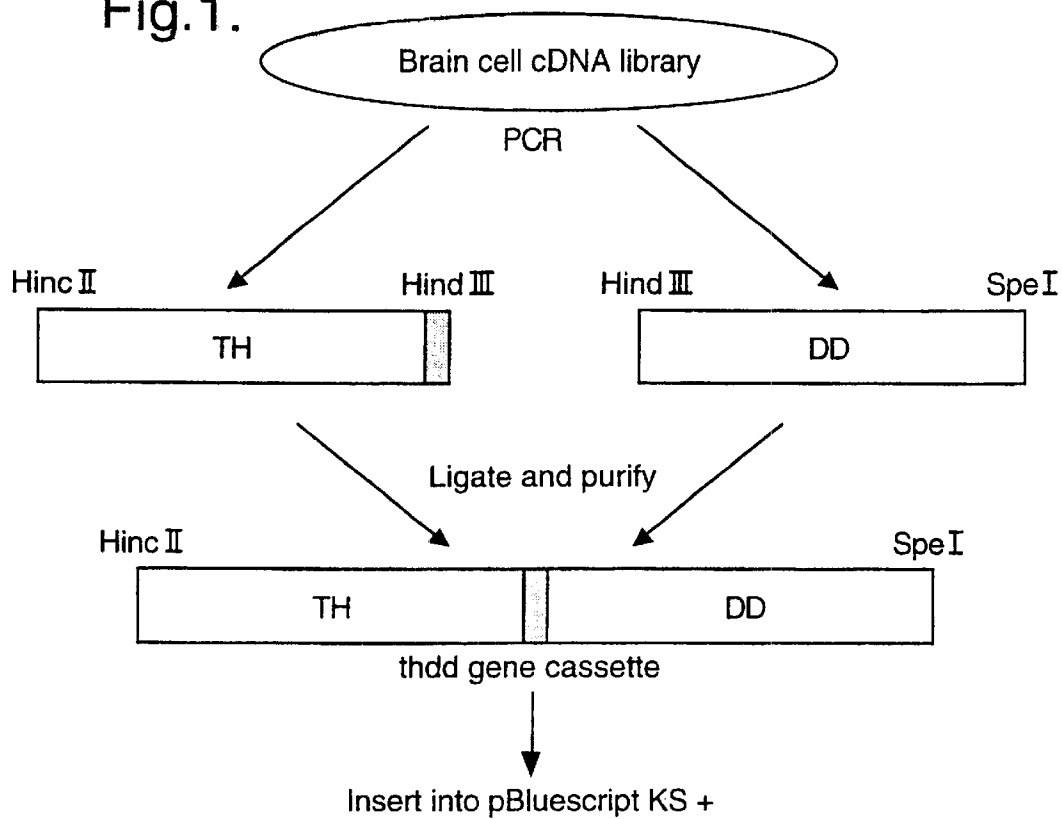 Fig.1.
Brain cell cDNA library
PCR
Hinc II
Hind III
Hind III
Spe I
TH
DD
Ligate and purify
Hinc II
Spe I
TH
DD
thdd gene cassette
Insert into pBluescript KS +